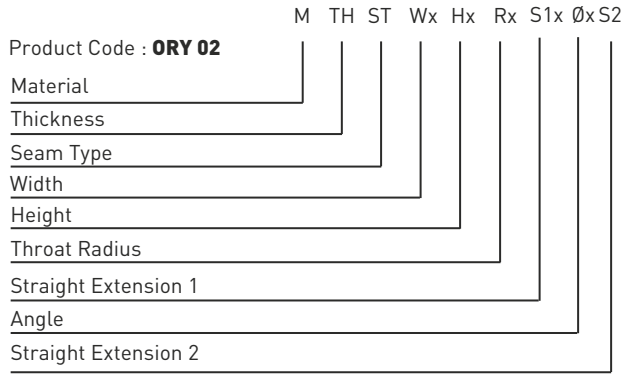 M TH ST Wx Hx Rx S1x Øx S2
Product Code : ORY 02
Material
Thickness
Seam Type
Width
Height
Throat Radius
Straight Extension 1
Angle
Straight Extension 2